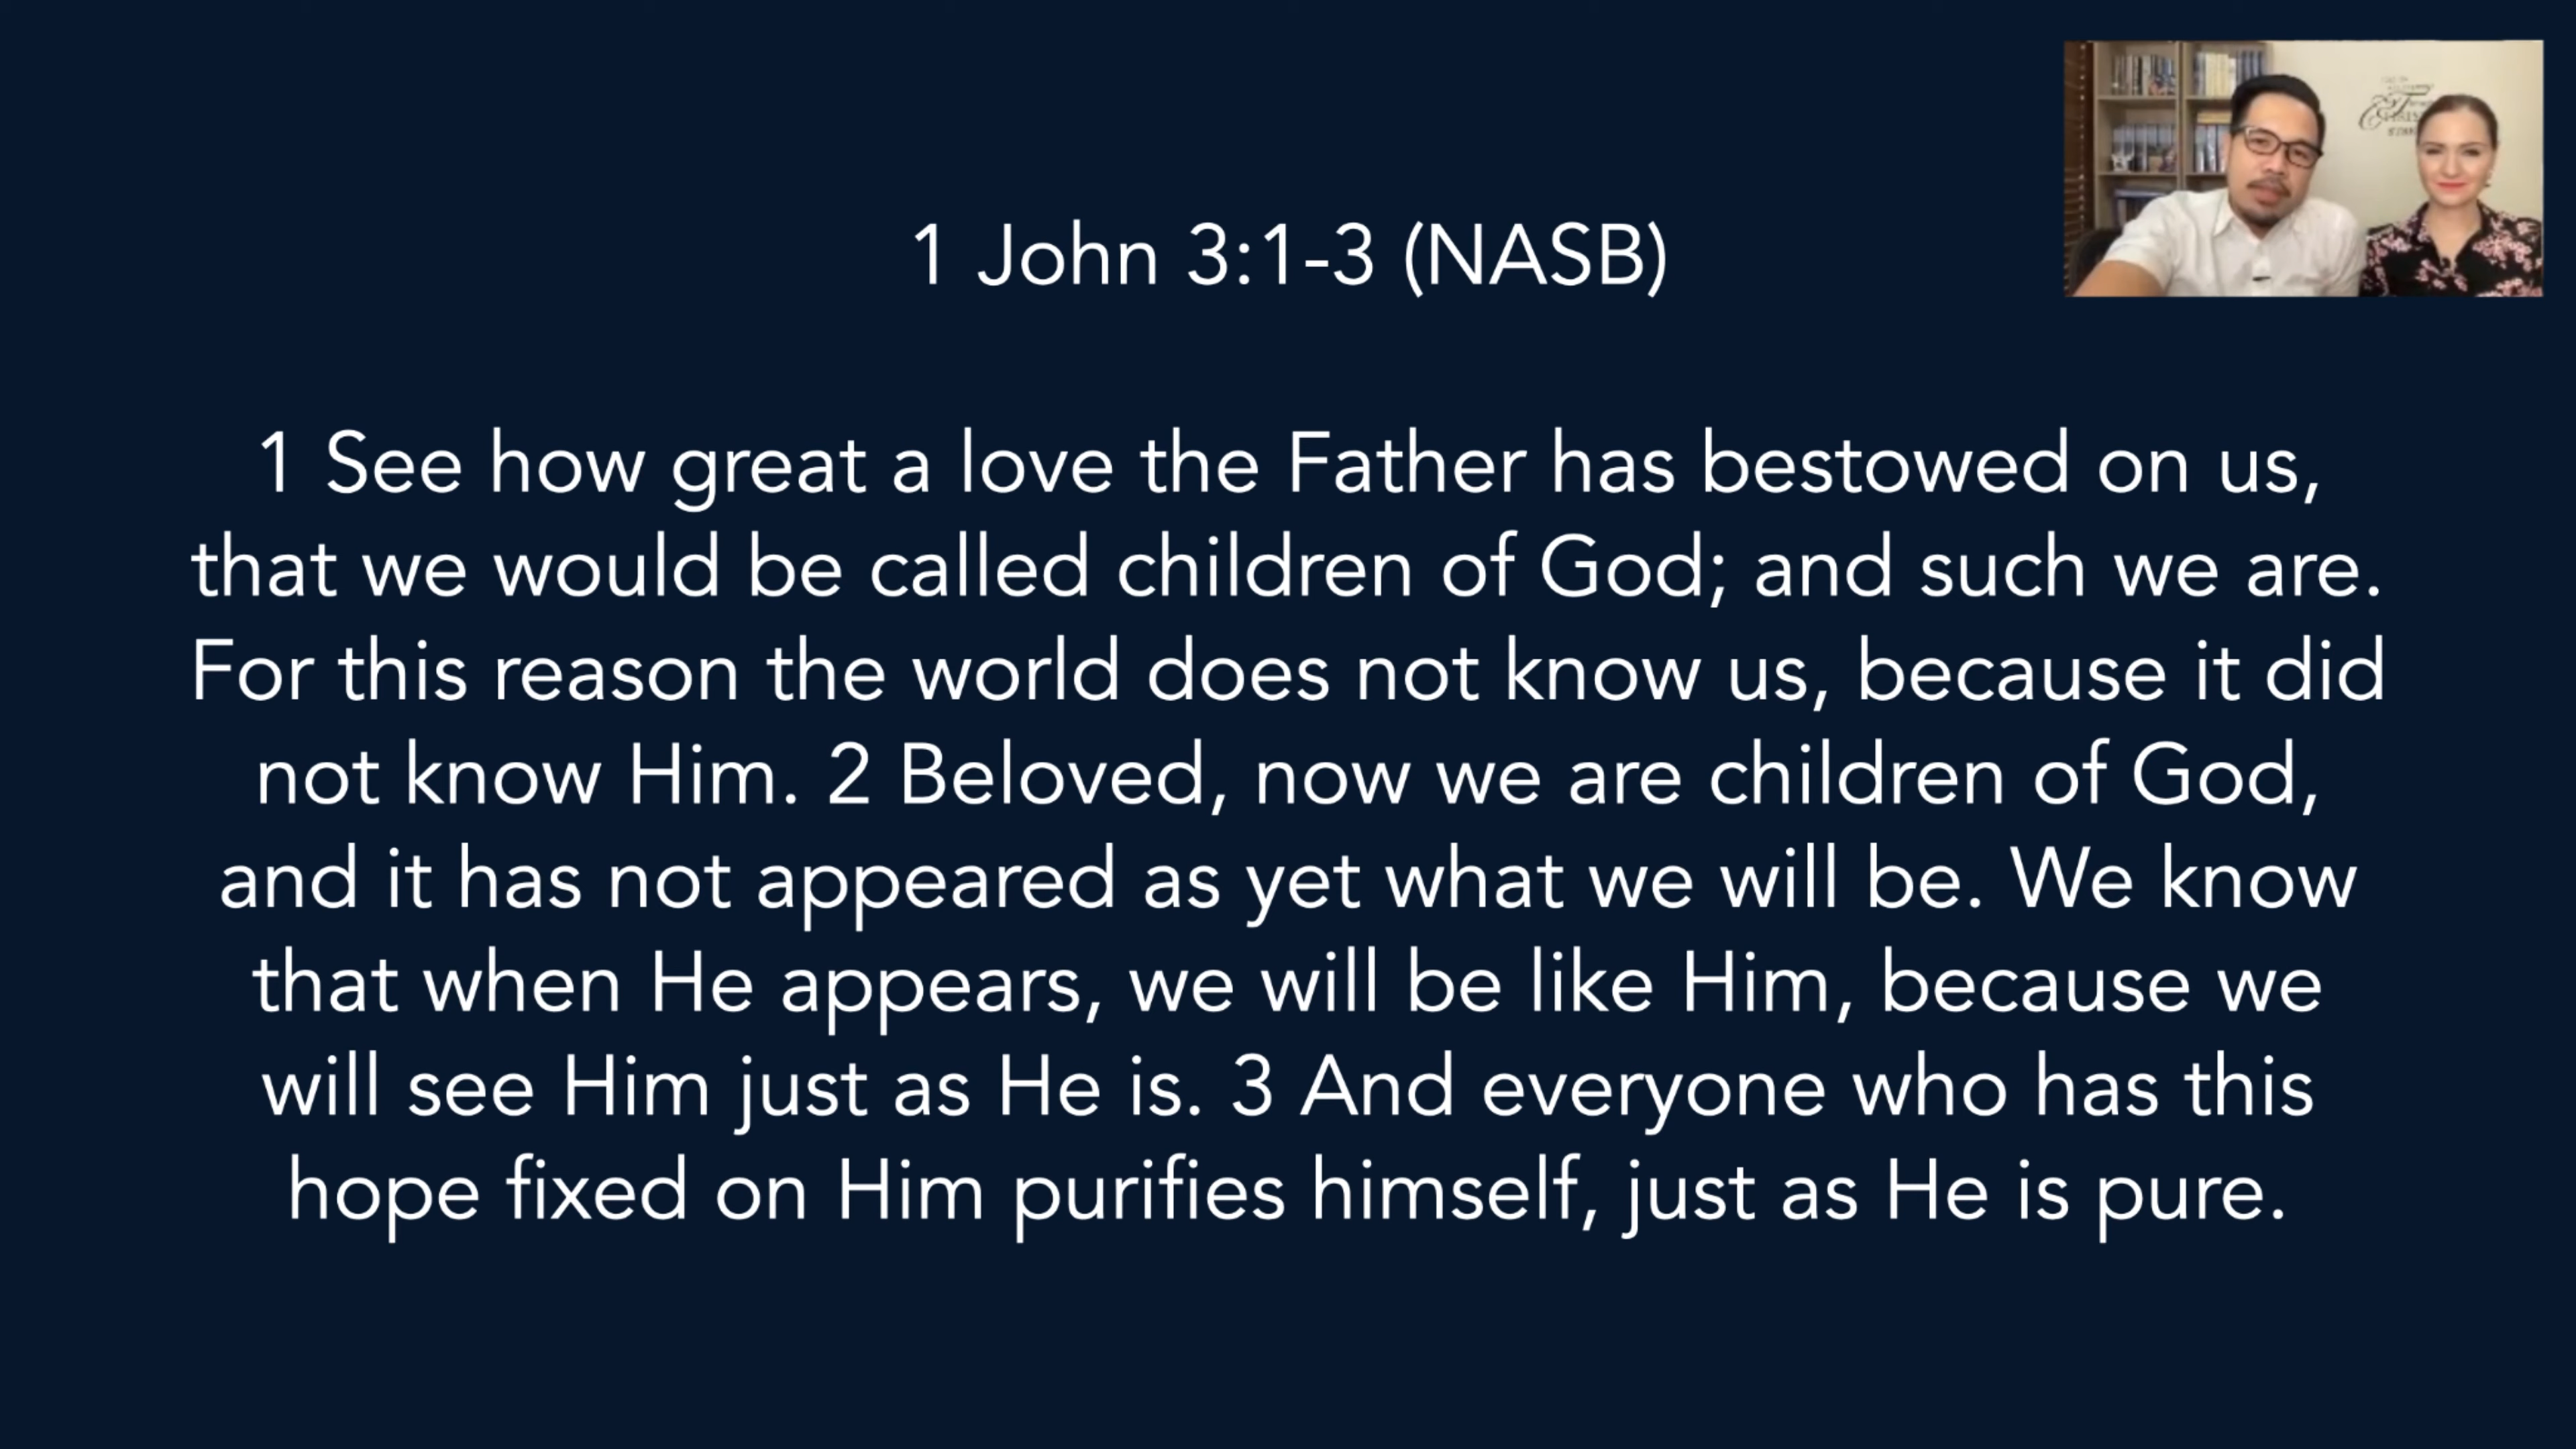 1 John 3:1-3 (NASB)
1 See how great a love the Father has bestowed on us,
that we would be called children of God; and such we are.
For this reason the world does not know us, because it did
not know Him. 2 Beloved, now we are children of God,
and it has not appeared as yet what we will be. We know
that when He appears, we will be like Him, because we
will see Him just as He is. 3 And everyone who has this
hope fixed on Him purifies himself, just as He is pure.